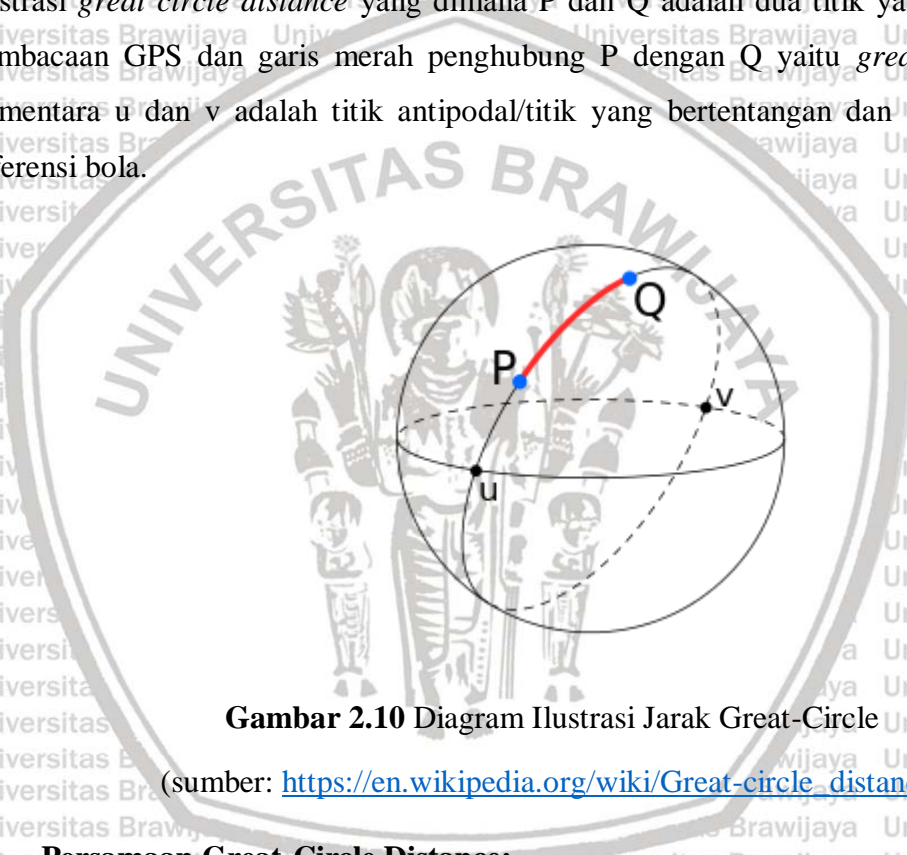 strasi great circle distance yang dimana P dan Q adalah dua titik ya
mbacaan GPS dan garis merah penghubung P dengan Q yaitu grea
mentara u dan v adalah titik antipodal/titik yang bertentangan dan
ferensi bola.
UNIVERSITAS BRAWIJAYA
Q
P
v
u
Gambar 2.10 Diagram Ilustrasi Jarak Great-Circle
(sumber: https://en.wikipedia.org/wiki/Great-circle_distan
Persamaan Great-Circle Distance: